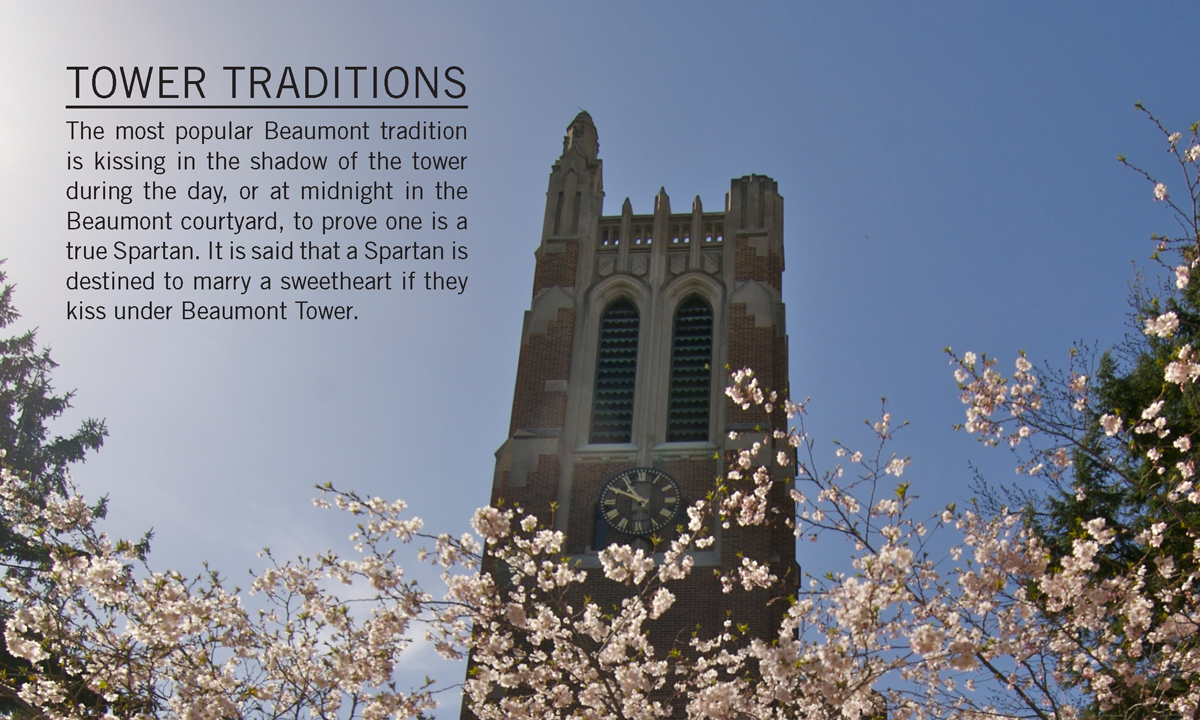 TOWER TRADITIONS
The most popular Beaumont tradition
is kissing in the shadow of the tower
during the day, or at midnight in the
Beaumont courtyard, to prove one is a
true Spartan. It is said that a Spartan is
destined to marry a sweetheart if they
kiss under Beaumont Tower.